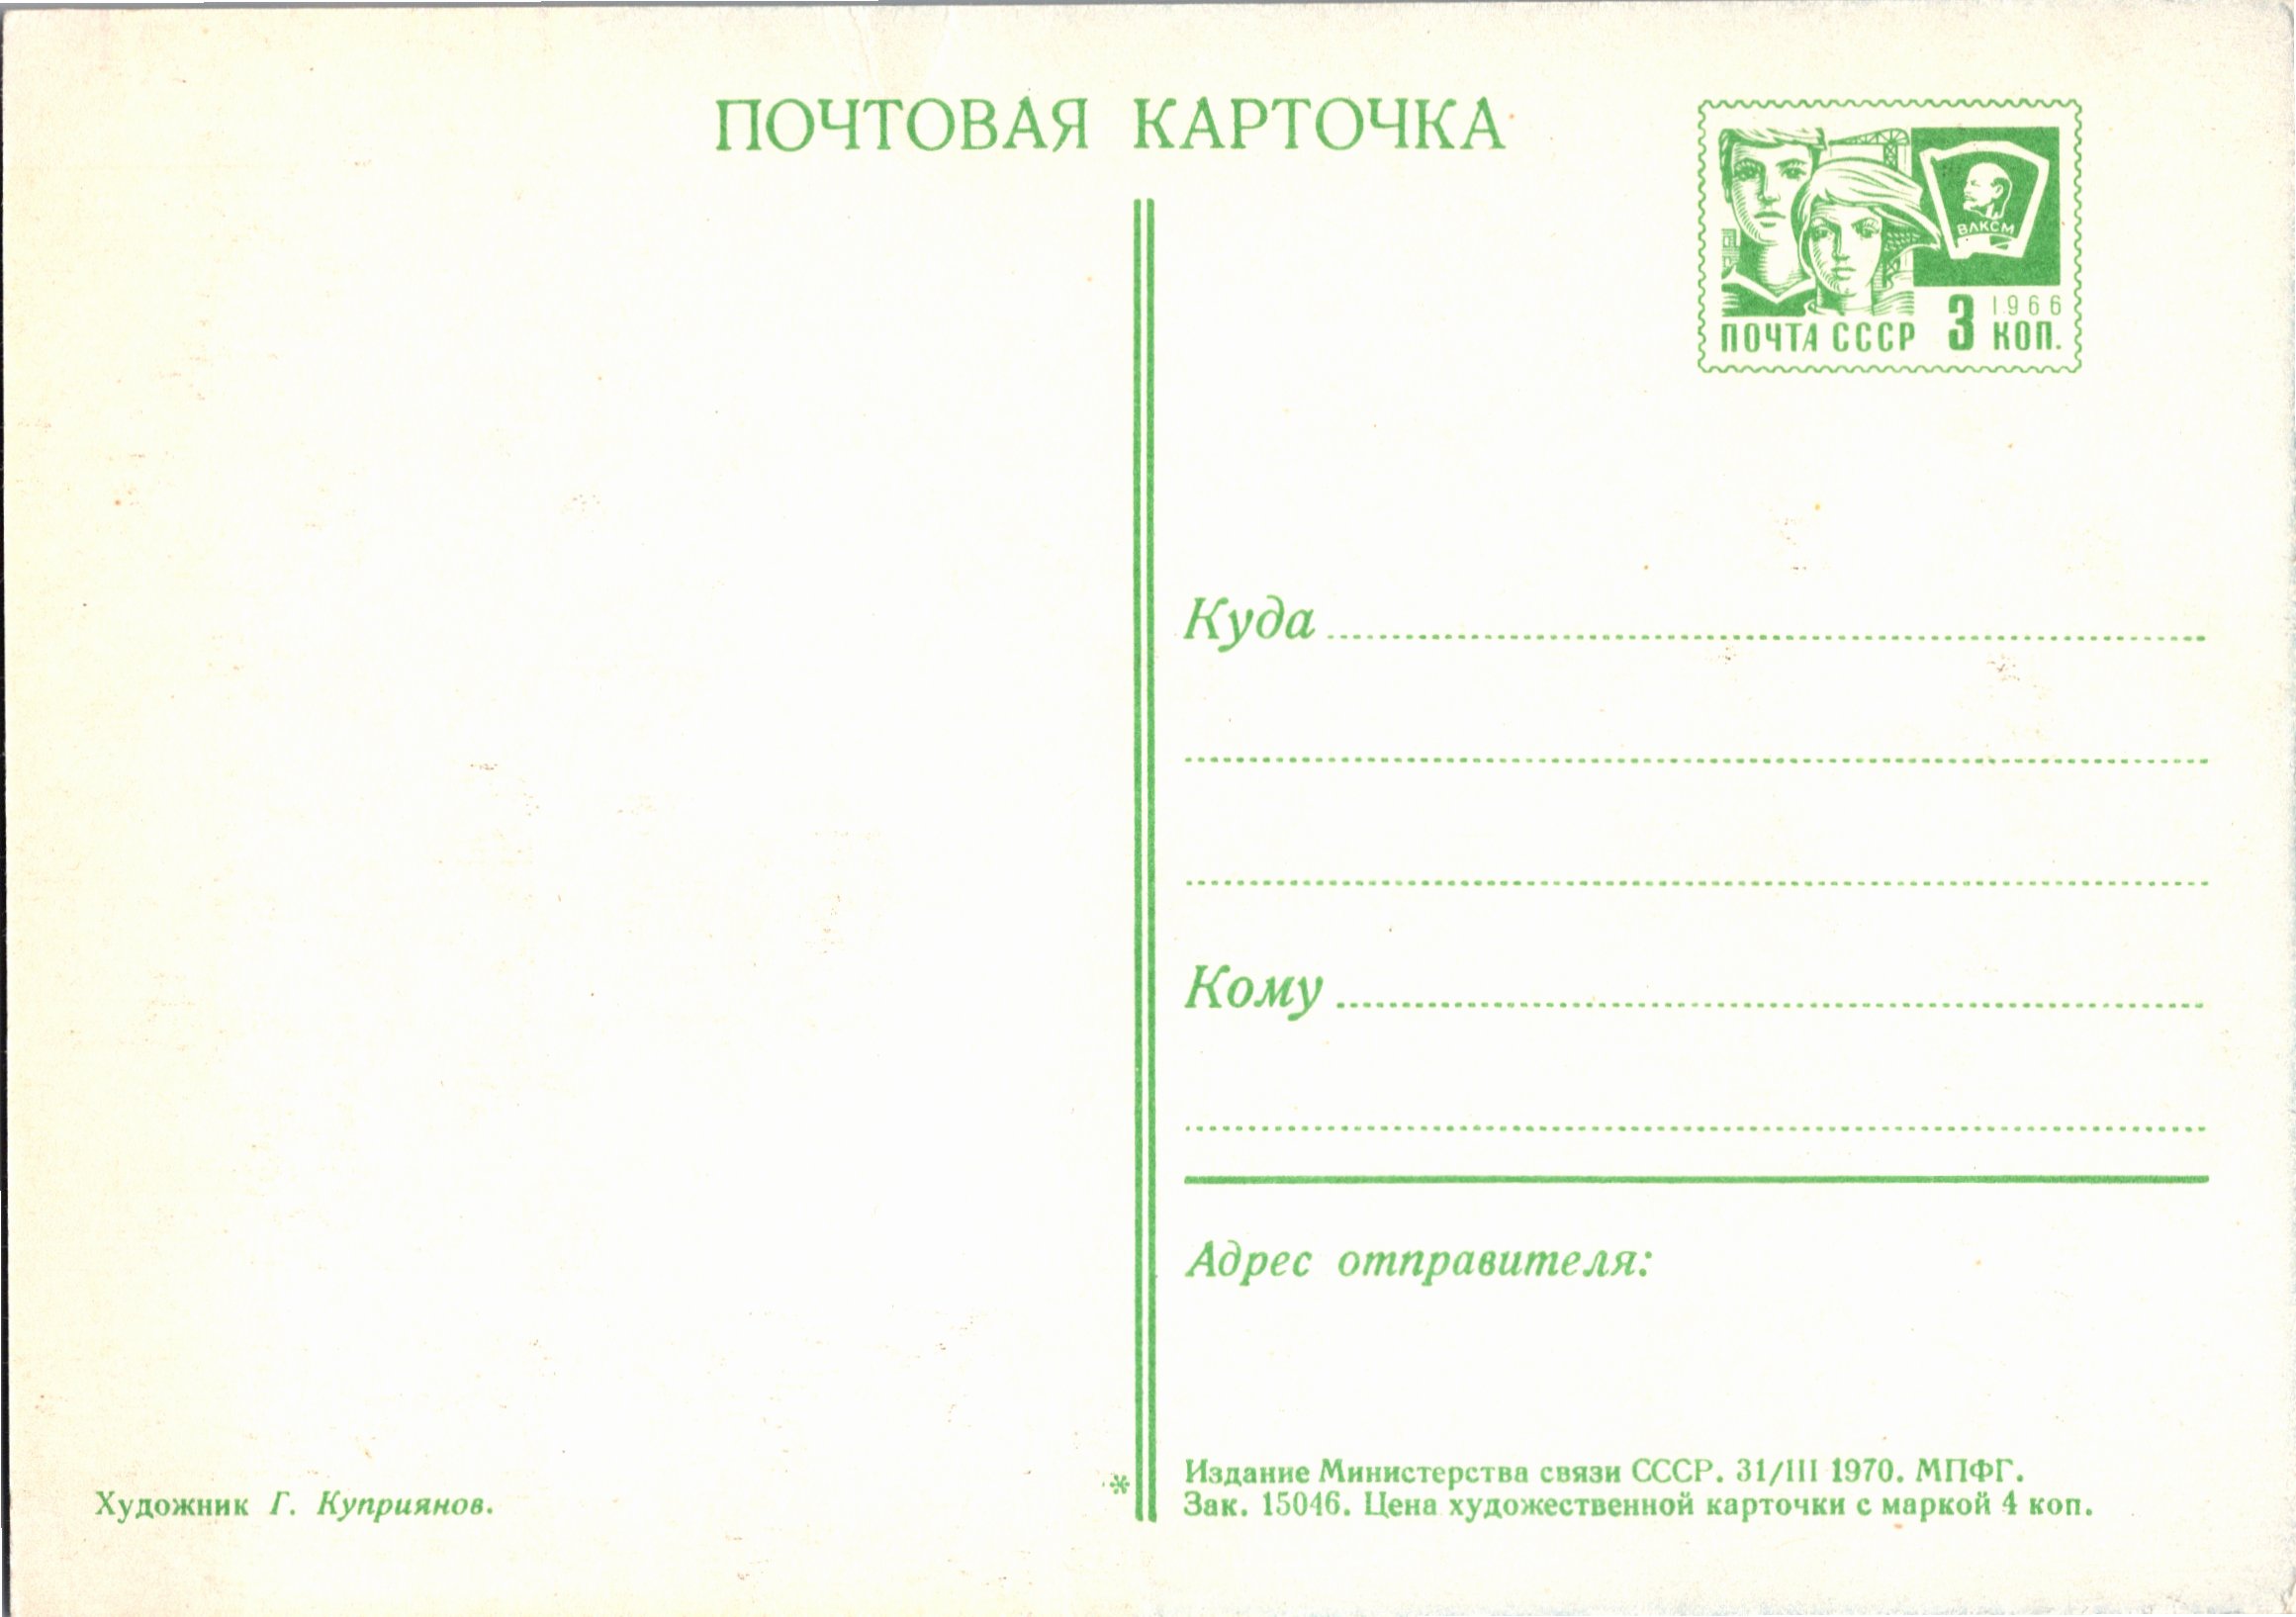 ПОЧТОВАЯ КАРТОЧКА
ВЛКСМ
1966
ПОЧТА СССР 3 КОП.
Куда
Кому
Адрес отправителя:
Издание Министерства связи СССР. 31/III 1970. МПФГ.
Зак. 15046. Цена художественной карточки с маркой 4 коп.
Художник Г. Куприянов.
*